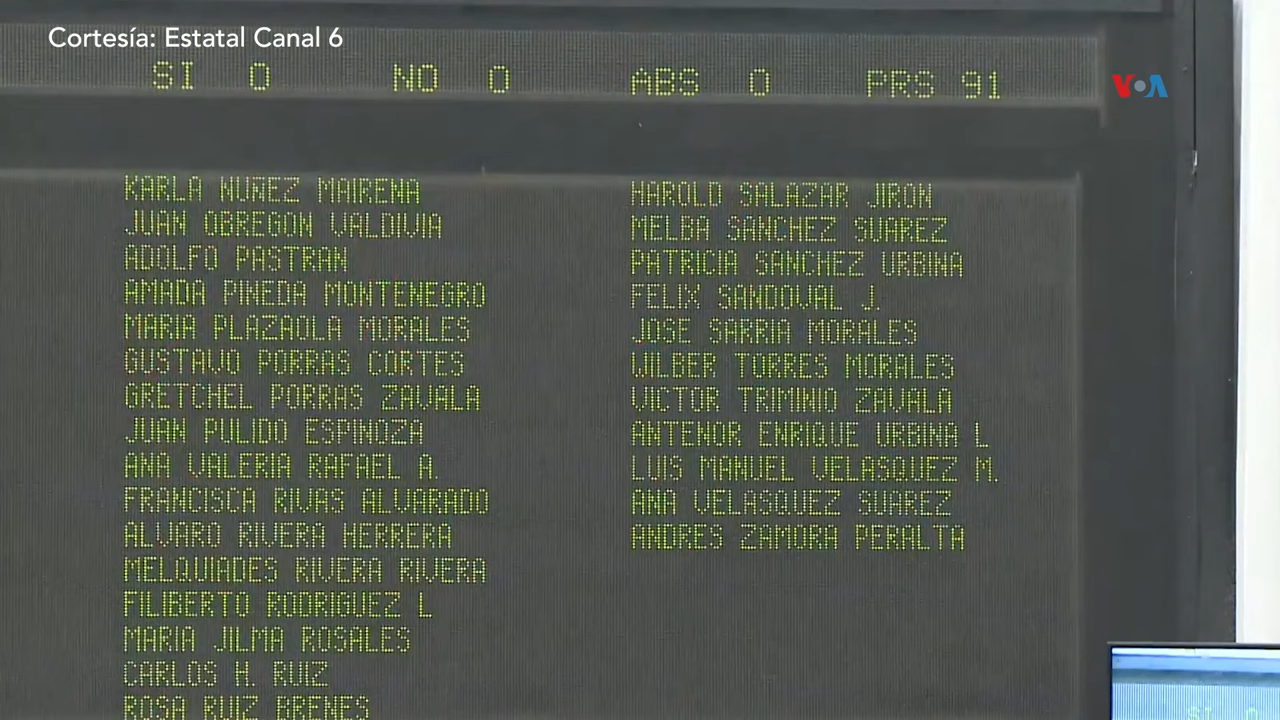 Cortesía: Estatal Canal 6
VOA
SI 0 NO 0 ABS 0 PRS 91
KARLA NUÑEZ MAIRENA
JUAN OBREGON VALDIVIA
ADOLFO PASTRAN
AMADA PINEDA MONTENEGRO
MARIA PLAZAOLA MORALES
GUSTAVO PORRAS CORTES
GRETCHEL PORRAS ZAVALA
JUAN PULIDO ESPINOZA
ANA VALERIA RAFAEL A.
FRANCISCA RIVAS ALVARADO
ALVARO RIVERA HERRERA
MELQUIADES RIVERA RIVERA
FILIBERTO RODRIGUEZ L
MARIA JILMA ROSALES
CARLOS H. RUIZ
ROSA RUIZ BRENES
HAROLD SALAZAR JIRON
MELBA SANCHEZ SUAREZ
PATRICIA SANCHEZ URBINA
FELIX SANDOVAL J.
JOSE SARRIA MORALES
WILBER TORRES MORALES
VICTOR TRIMINIO ZAVALA
ANTENOR ENRIQUE URBINA L
LUIS MANUEL VELASQUEZ M.
ANA VELASQUEZ SUAREZ
ANDRES ZAMORA PERALTA
SI 0